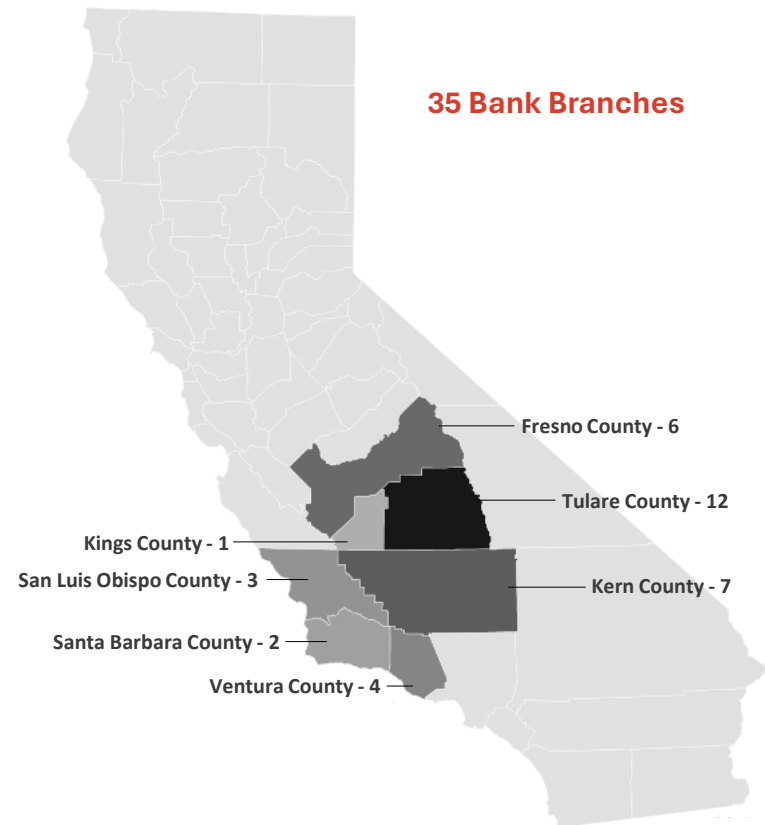 35 Bank Branches
Fresno County - 6
Tulare County - 12
Kings County - 1
San Luis Obispo County - 3
Kern County - 7
Santa Barbara County - 2
Ventura County - 4